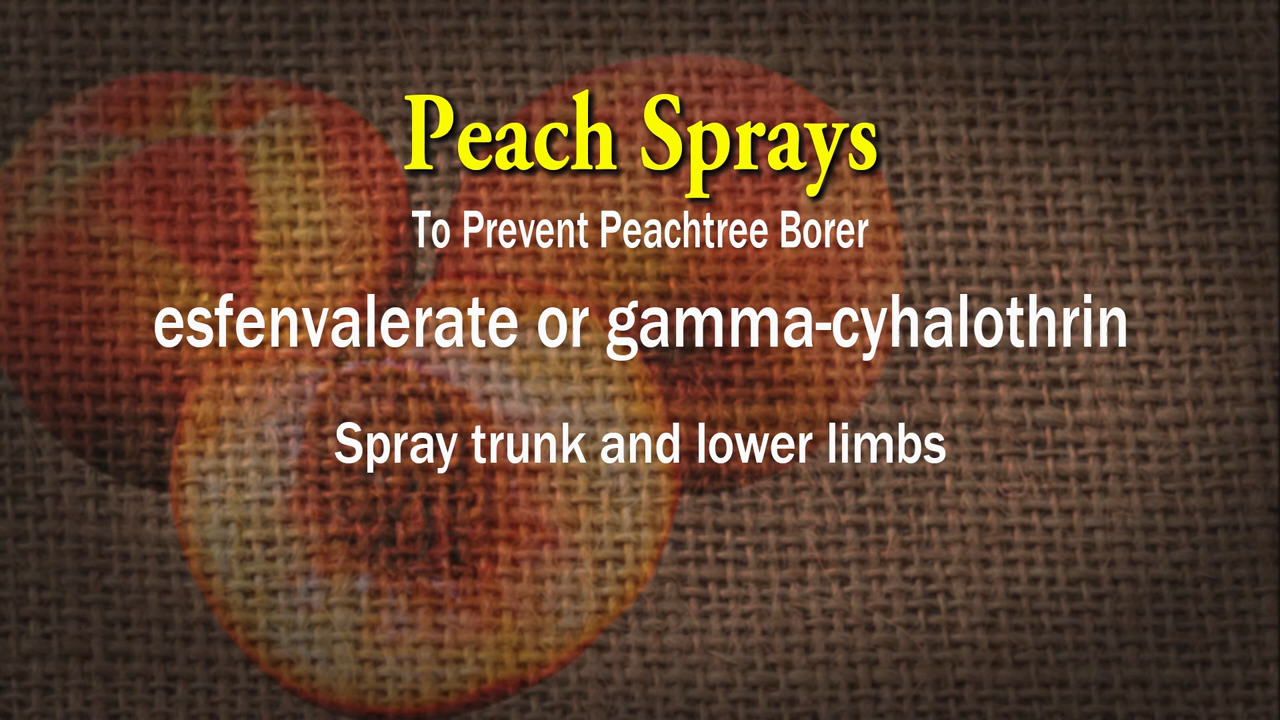 Peach Sprays
To Prevent Peachtree Borer
esfenvalerate or gamma-cyhalothrin
Spray trunk and lower limbs